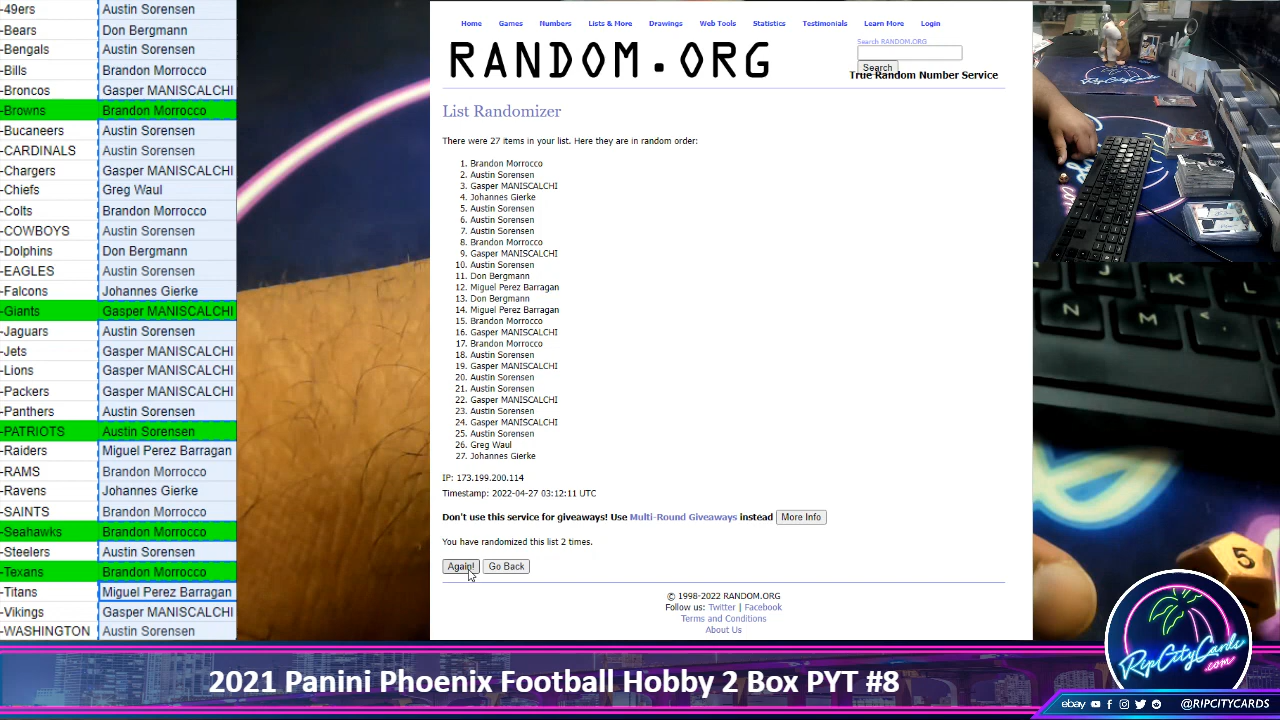 -49ers Austin Sorensen
-Bears Don Bergmann
-Bengals Austin Sorensen
-Bills Brandon Morrocco
-Broncos Gasper MANISCALCHI
-Browns Brandon Morrocco
-Bucaneers Austin Sorensen
-CARDINALS Austin Sorensen
-Chargers Gasper MANISCALCHI
-Chiefs Greg Waul
-Colts Brandon Morrocco
-COWBOYS Austin Sorensen
-Dolphins Don Bergmann
-EAGLES Austin Sorensen
-Falcons Johannes Gierke
-Giants Gasper MANISCALCHI
-Jaguars Austin Sorensen
-Jets Gasper MANISCALCHI
-Lions Gasper MANISCALCHI
-Packers Gasper MANISCALCHI
-Panthers Austin Sorensen
-PATRIOTS Austin Sorensen
-Raiders Miguel Perez Barragan
-RAMS Brandon Morrocco
-Ravens Johannes Gierke
-SAINTS Brandon Morrocco
-Seahawks Brandon Morrocco
-Steelers Austin Sorensen
-Texans Brandon Morrocco
-Titans Miguel Perez Barragan
-Vikings Gasper MANISCALCHI
-WASHINGTON Austin Sorensen
Home Games Numbers Lists & More Drawings Web Tools Statistics Testimonials Learn More Login
Search RANDOM.ORG
RANDOM.ORG
Search
True Random Number Service
List Randomizer
There were 27 items in your list. Here they are in random order:
1. Brandon Morrocco
2. Austin Sorensen
3. Gasper MANISCALCHI
4. Johannes Gierke
5. Austin Sorensen
6. Austin Sorensen
7. Austin Sorensen
8. Brandon Morrocco
9. Gasper MANISCALCHI
10. Austin Sorensen
11. Don Bergmann
12. Miguel Perez Barragan
13. Don Bergmann
14. Miguel Perez Barragan
15. Brandon Morrocco
16. Gasper MANISCALCHI
17. Brandon Morrocco
18. Austin Sorensen
19. Gasper MANISCALCHI
20. Austin Sorensen
21. Austin Sorensen
22. Gasper MANISCALCHI
23. Austin Sorensen
24. Gasper MANISCALCHI
25. Austin Sorensen
26. Greg Waul
27. Johannes Gierke
IP: 173.199.200.114
Timestamp: 2022-04-27 03:12:11 UTC
Don't use this service for giveaways! Use Multi-Round Giveaways instead More Info
You have randomized this list 2 times.
Again! Go Back
© 1998-2022 RANDOM.ORG
Follow us: Twitter | Facebook
Terms and Conditions
About Us
J K L
N M
5
2021 Panini Phoenix Football Hobby 2 Box PYT #8
RipCityCards
.com
ebay @RIPCITYCARDS